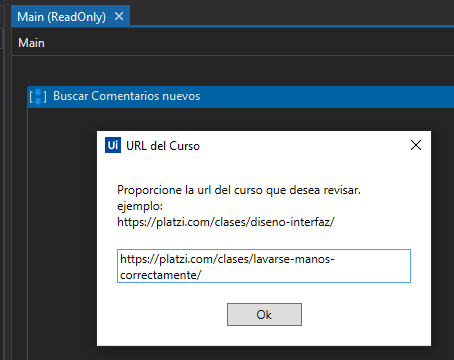 Main (ReadOnly)
Main
Buscar Comentarios nuevos
Ui URL del Curso
Proporcione la url del curso que desea revisar.
ejemplo:
https://platzi.com/clases/diseno-interfaz/
https://platzi.com/clases/lavarse-manos-
correctamente/
Ok